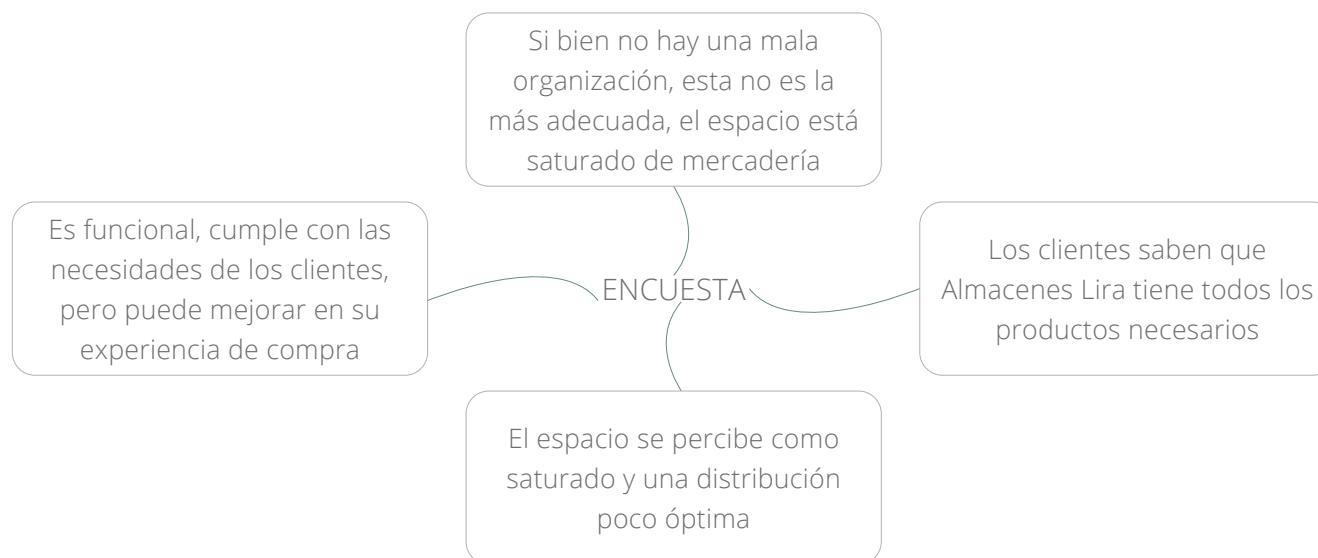 Si bien no hay una mala
organización, esta no es la
más adecuada, el espacio está
saturado de mercadería
Es funcional, cumple con las
necesidades de los clientes,
pero puede mejorar en su
experiencia de compra
ENCUESTA
Los clientes saben que
Almacenes Lira tiene todos los
productos necesarios
El espacio se percibe como
saturado y una distribución
poco óptima